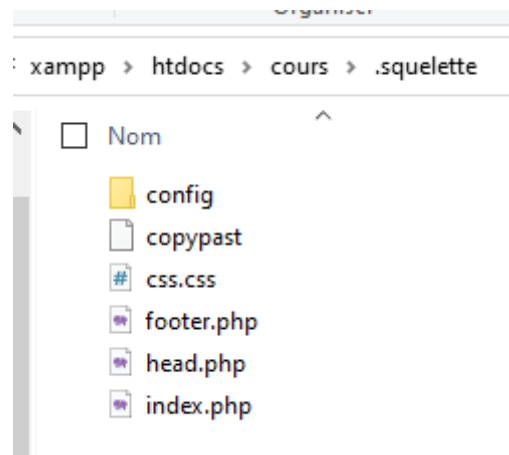 xampp > htdocs > cours > .squelette
Nom
config
copypast
css.css
footer.php
head.php
index.php